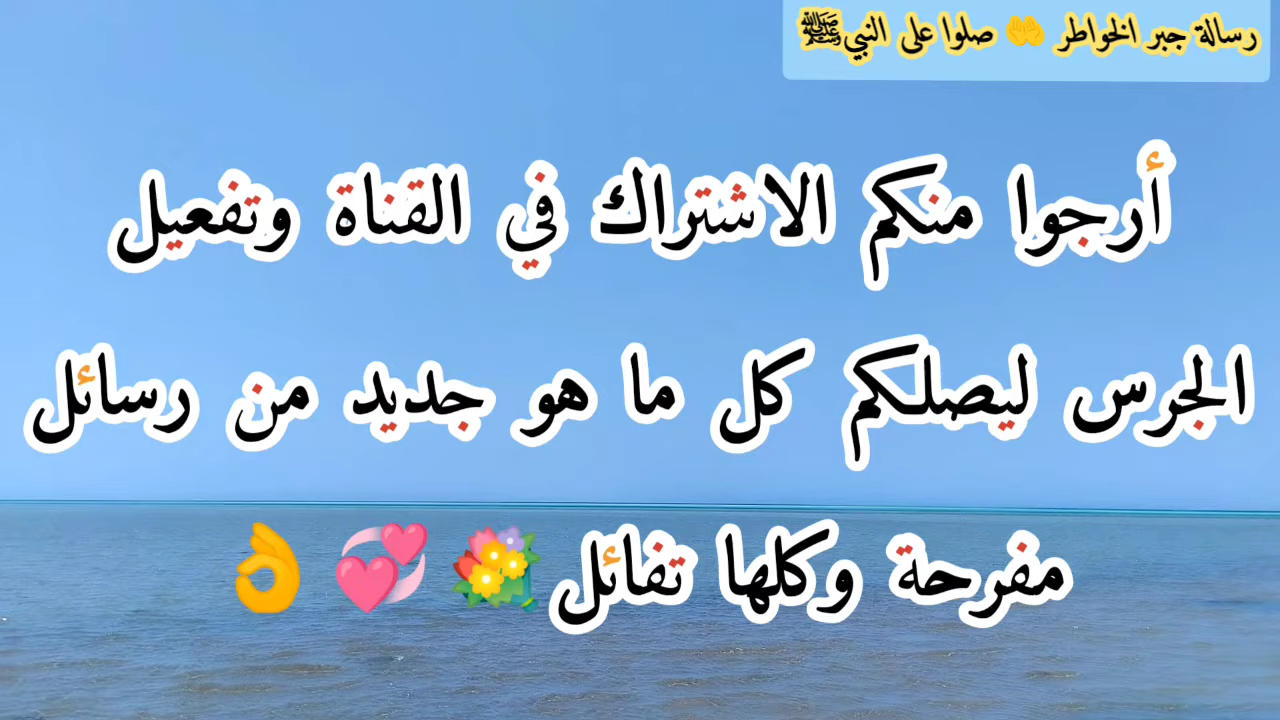 رسالة جبر الخواطر 🤲 صلوا على النبي ﷺ
أرجوا منكم الاشتراك في القناة وتفعيل
الجرس ليصلكم كل ما هو جديد من رسائل
مفرحة وكلها تفائل 💐 💞 👌